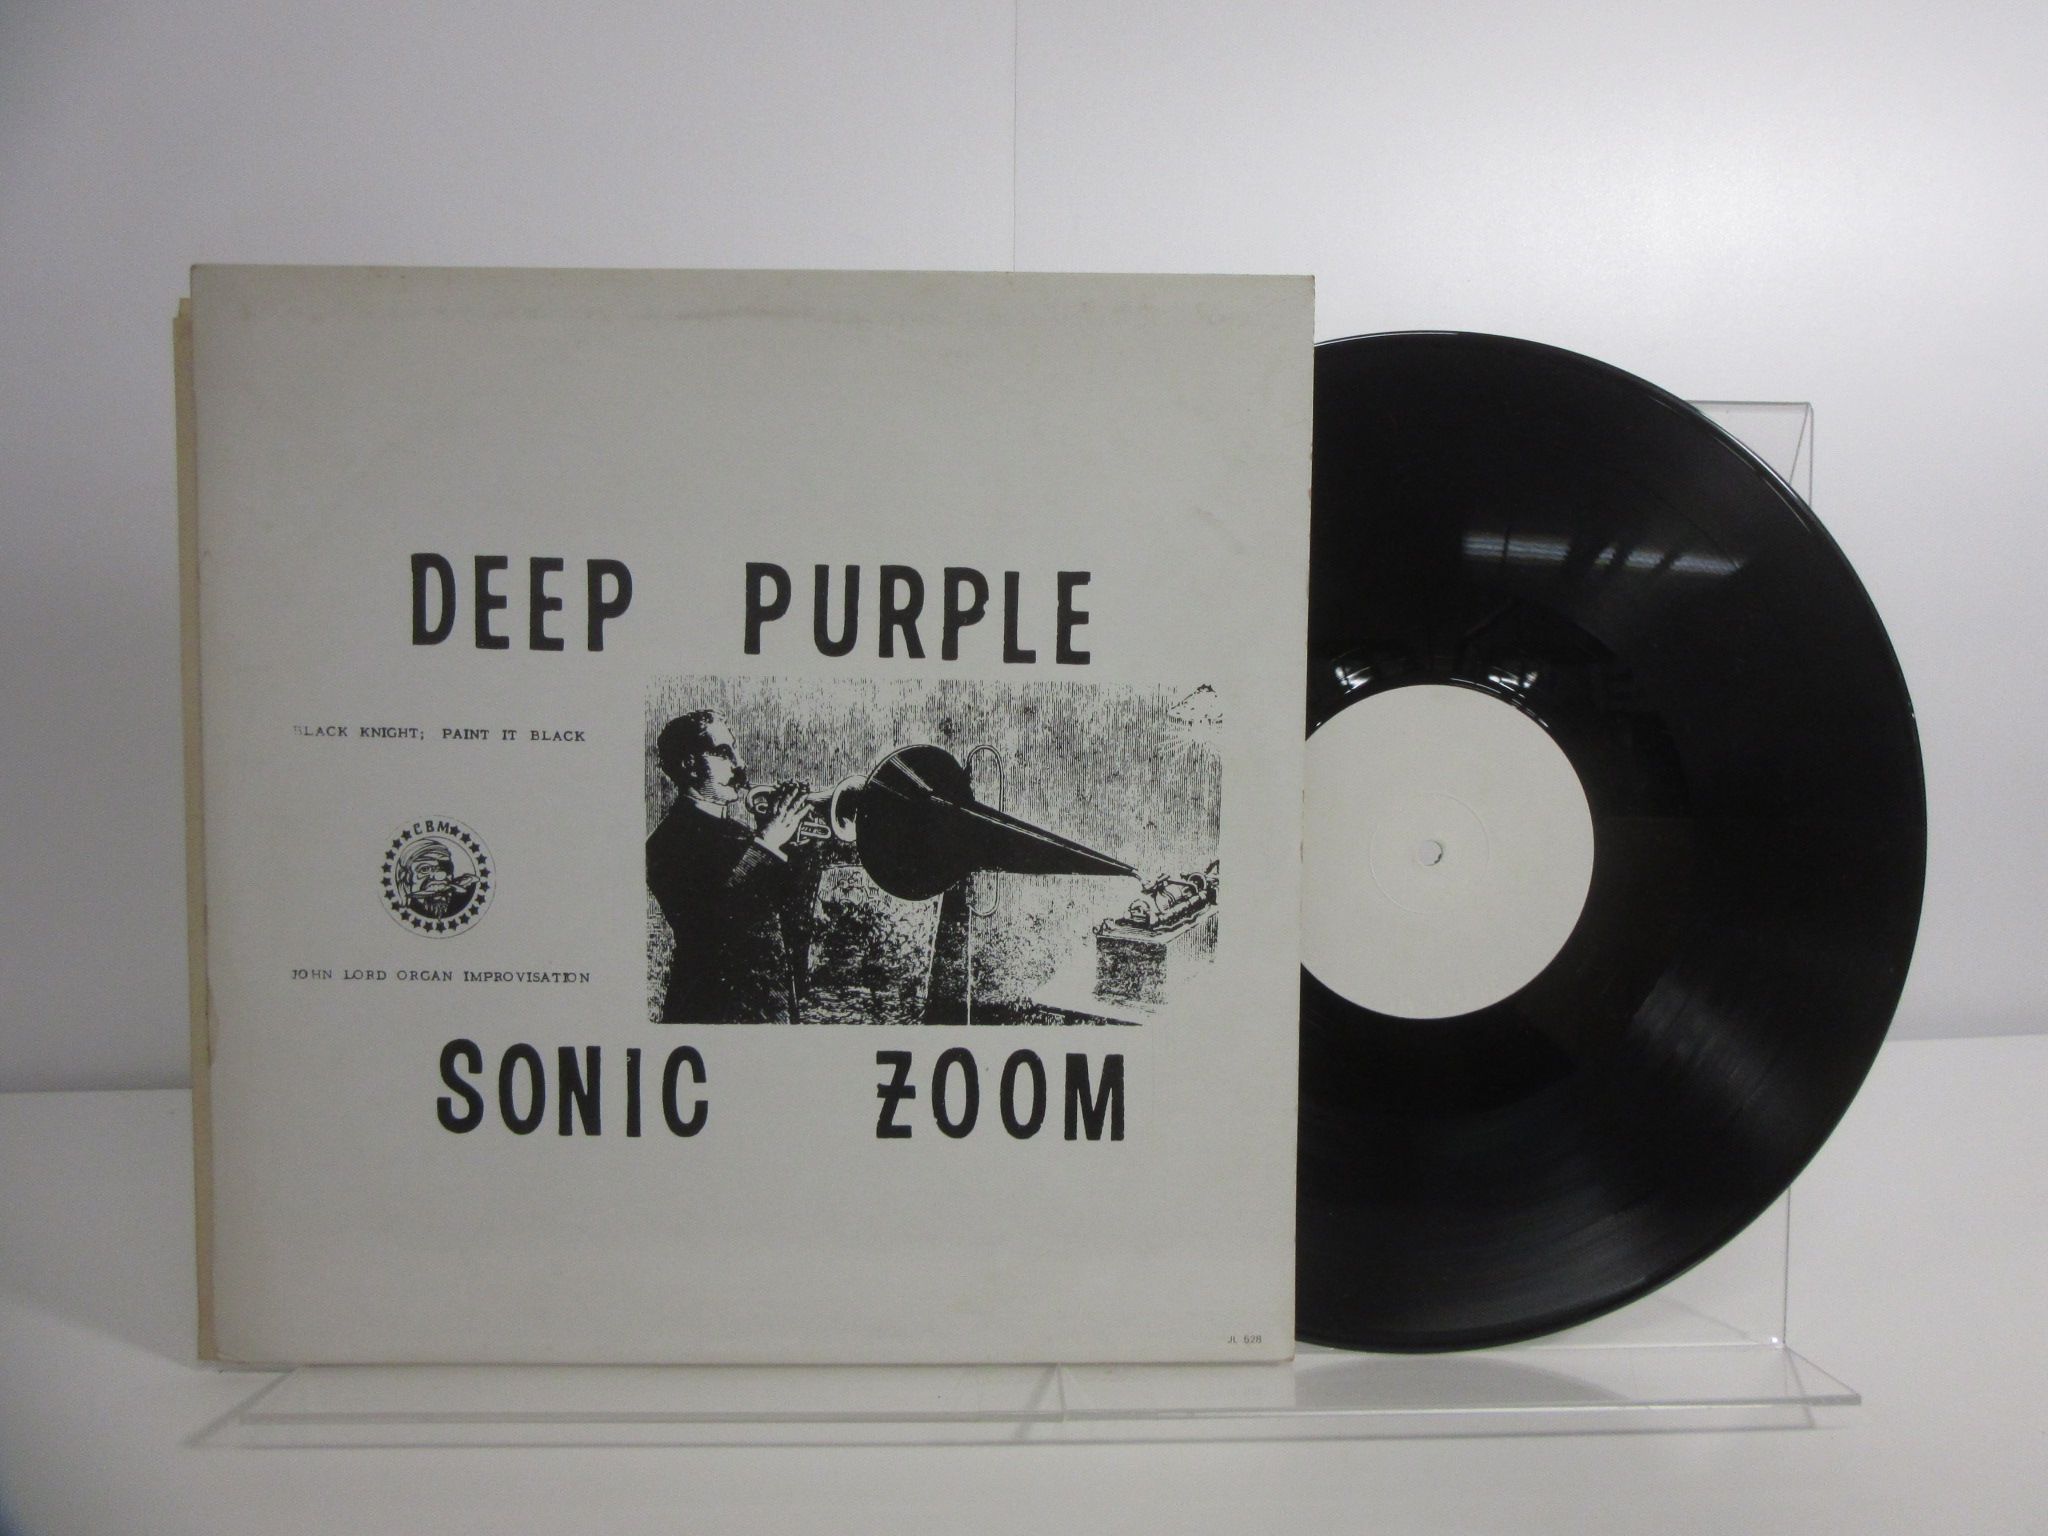 DEEP PURPLE
BLACK KNIGHT; PAINT IT BLACK
CBM
JOHN LORD ORGAN IMPROVISATION
SONIC ZOOM
JL 528